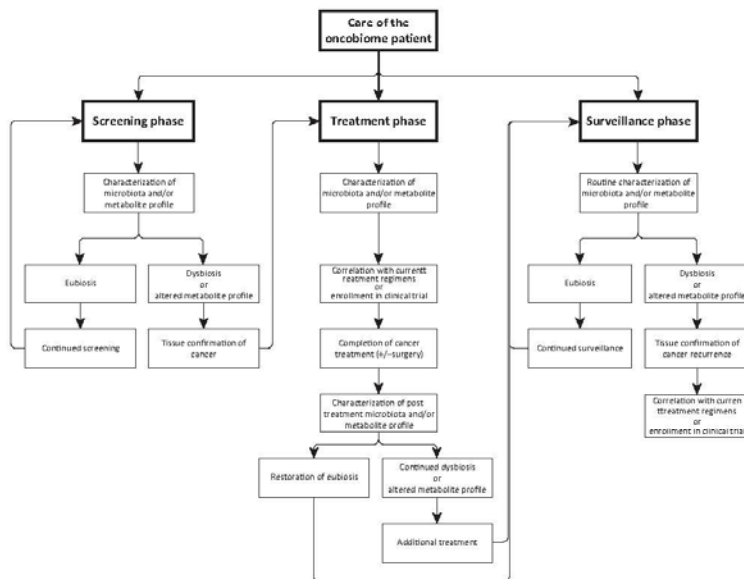 Care of the
oncobiome patient
Screening phase
Treatment phase
Surveillance phase
Characterization of
microbiota and/or
metabolite profile
Characterization of
microbiota and/or metabolite
profile
Routine characterization of
microbiota and/or metabolite
profile
Eubiosis
Dysbiosis
or
altered metabolite profile
Correlation with currentt
reatment regimens
or
enrollment in clinical trial
Eubiosis
Dysbiosis
or
altered metabolite profile
Continued screening
Tissue confirmation of
cancer
Completion of cancer
treatment (+/–surgery)
Continued surveillance
Tissue confirmation of
cancer recurrence
Characterization of post
treatment microbiota and/or
metabolite profile
Correlation with curren
ttreatment regimens
or
enrollment in clinical trial
Restoration of eubiosis
Continued dysbiosis
or
altered metabolite profile
Additional treatment